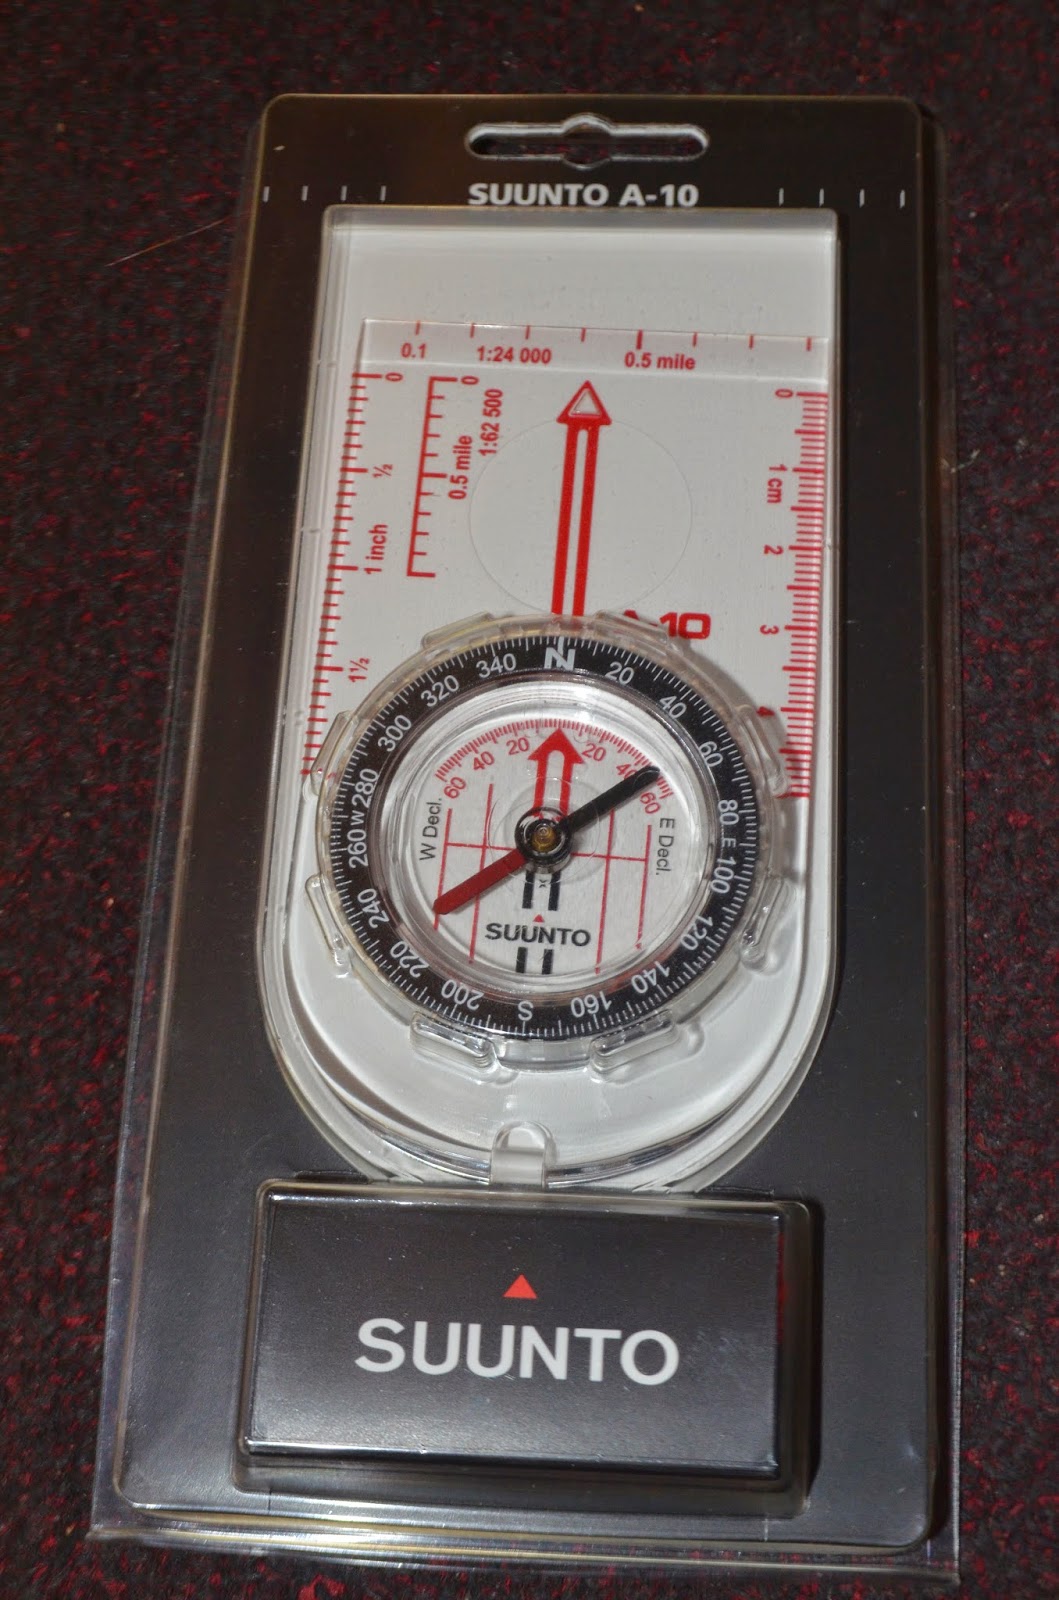 SUUNTO A-10
0.1 1:24 000 0.5 mile
0 ½ 1 inch 1½
0 0.5 mile
1:62 500
0 1 cm 2 3 4
A-10
N 20 40 60 80 E 100 120 140 160 S 200 220 240 260 W 280 300 320 340
60 40 20 20 40 60
W Decl.
E Decl.
SUUNTO
SUUNTO